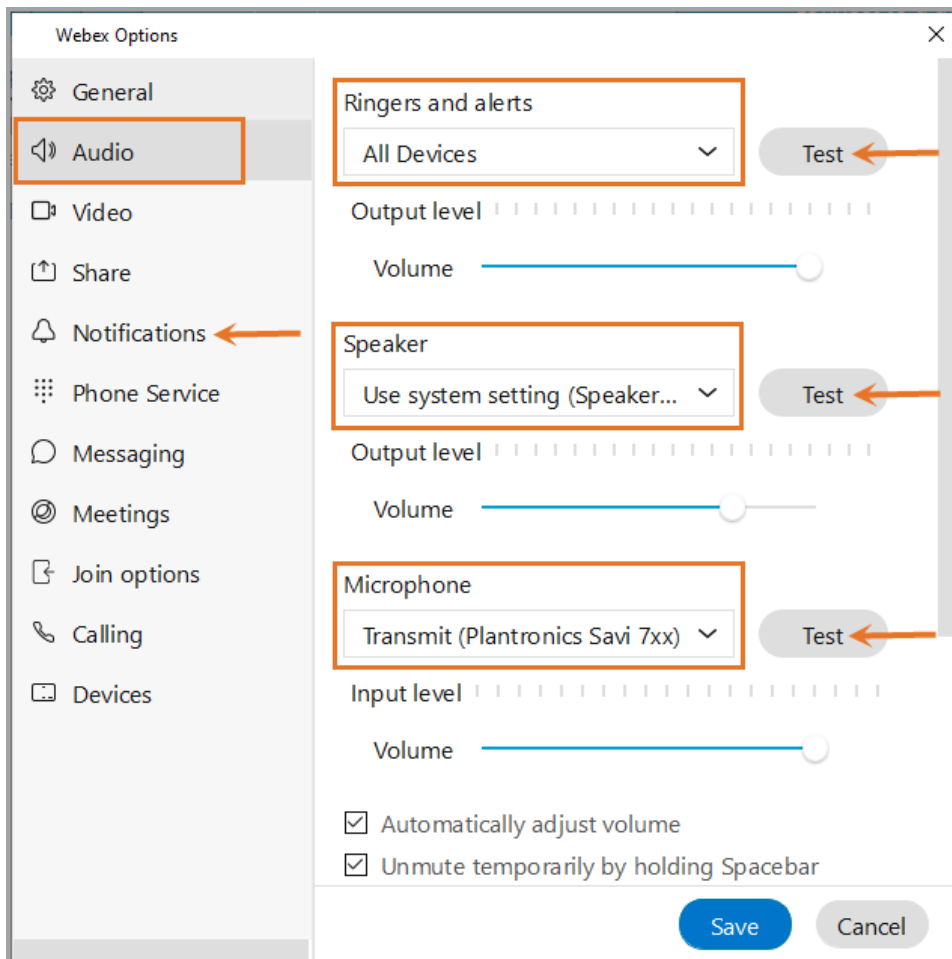 Webex Options
General
Audio
Video
Share
Notifications
Phone Service
Messaging
Meetings
Join options
Calling
Devices
Ringers and alerts
All Devices
Test
Output level
Volume
Speaker
Use system setting (Speaker...
Test
Output level
Volume
Microphone
Transmit (Plantronics Savi 7xx)
Test
Input level
Volume
Automatically adjust volume
Unmute temporarily by holding Spacebar
Save
Cancel